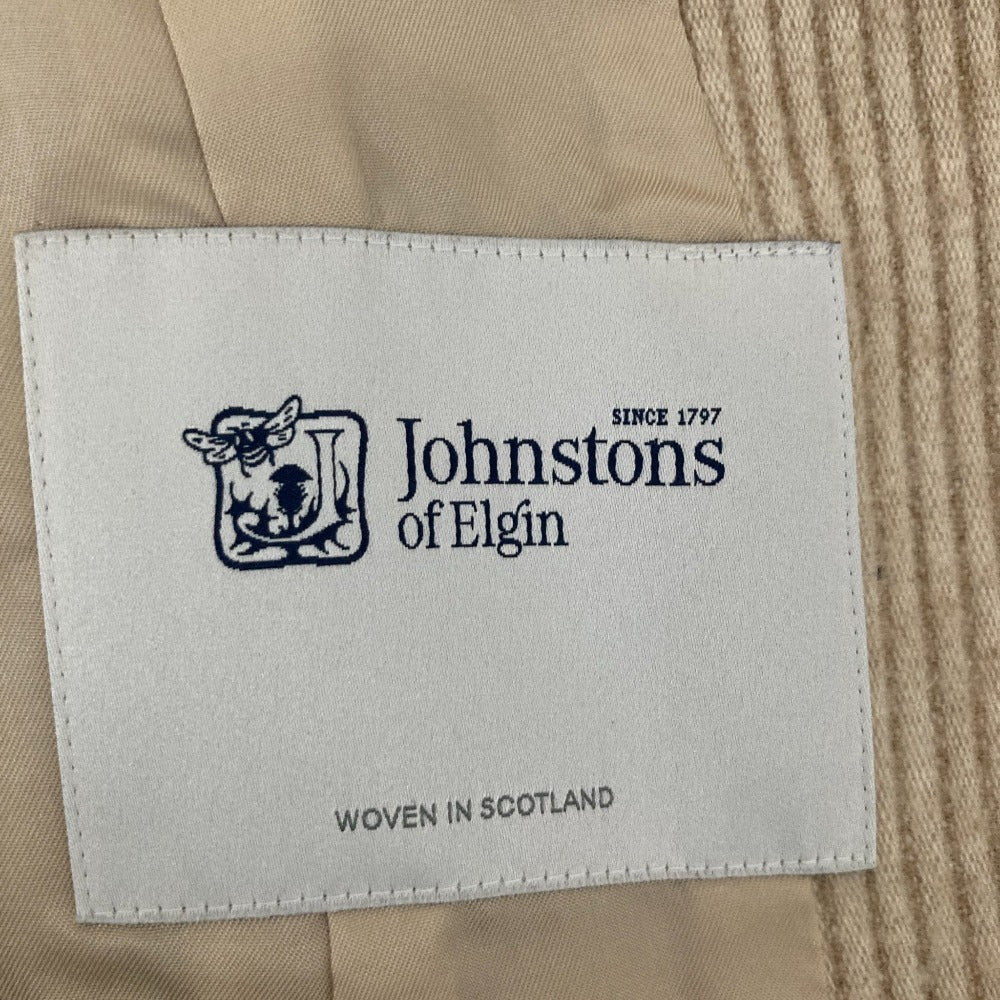 SINCE 1797
Johnstons
of Elgin
WOVEN IN SCOTLAND